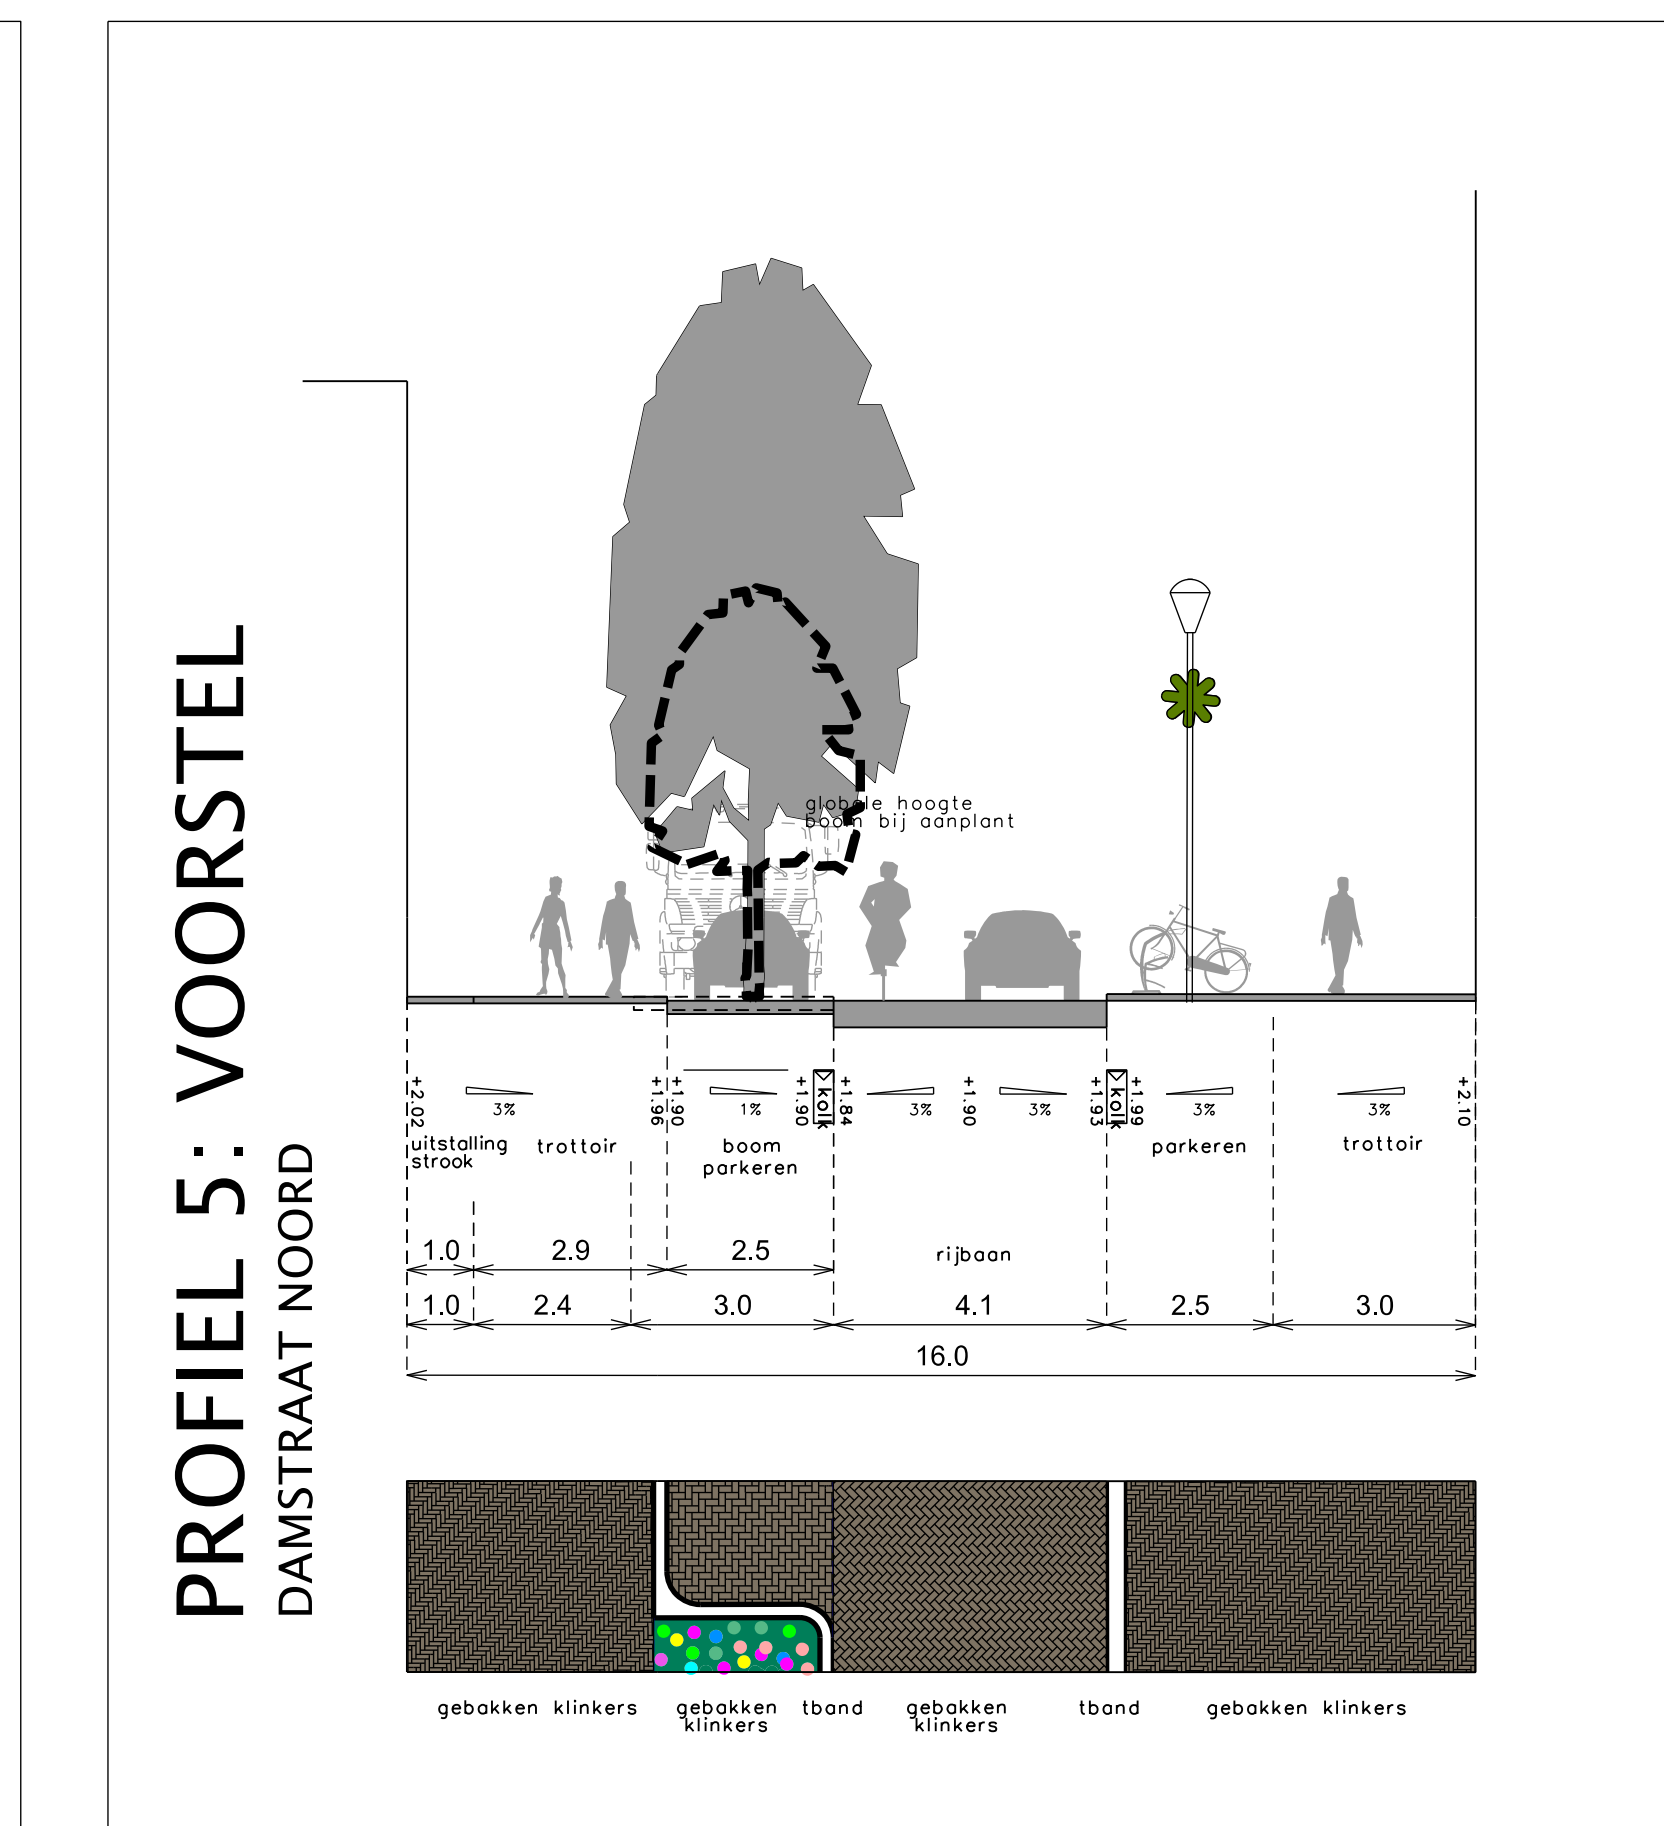 PROFIEL 5: VOORSTEL
DAMSTRAAT NOORD
globale hoogte
boom bij aanplant
+2.02
3%
+1.96
+1.90
1%
+1.90
kolk
+1.84
3%
+1.90
3%
+1.93
kolk
+1.99
3%
3%
+2.10
uitstalling
strook
trottoir
boom
parkeren
parkeren
trottoir
1.0
2.9
2.5
rijbaan
1.0
2.4
3.0
4.1
2.5
3.0
16.0
gebakken klinkers
gebakken
klinkers
tband
gebakken
klinkers
tband
gebakken klinkers